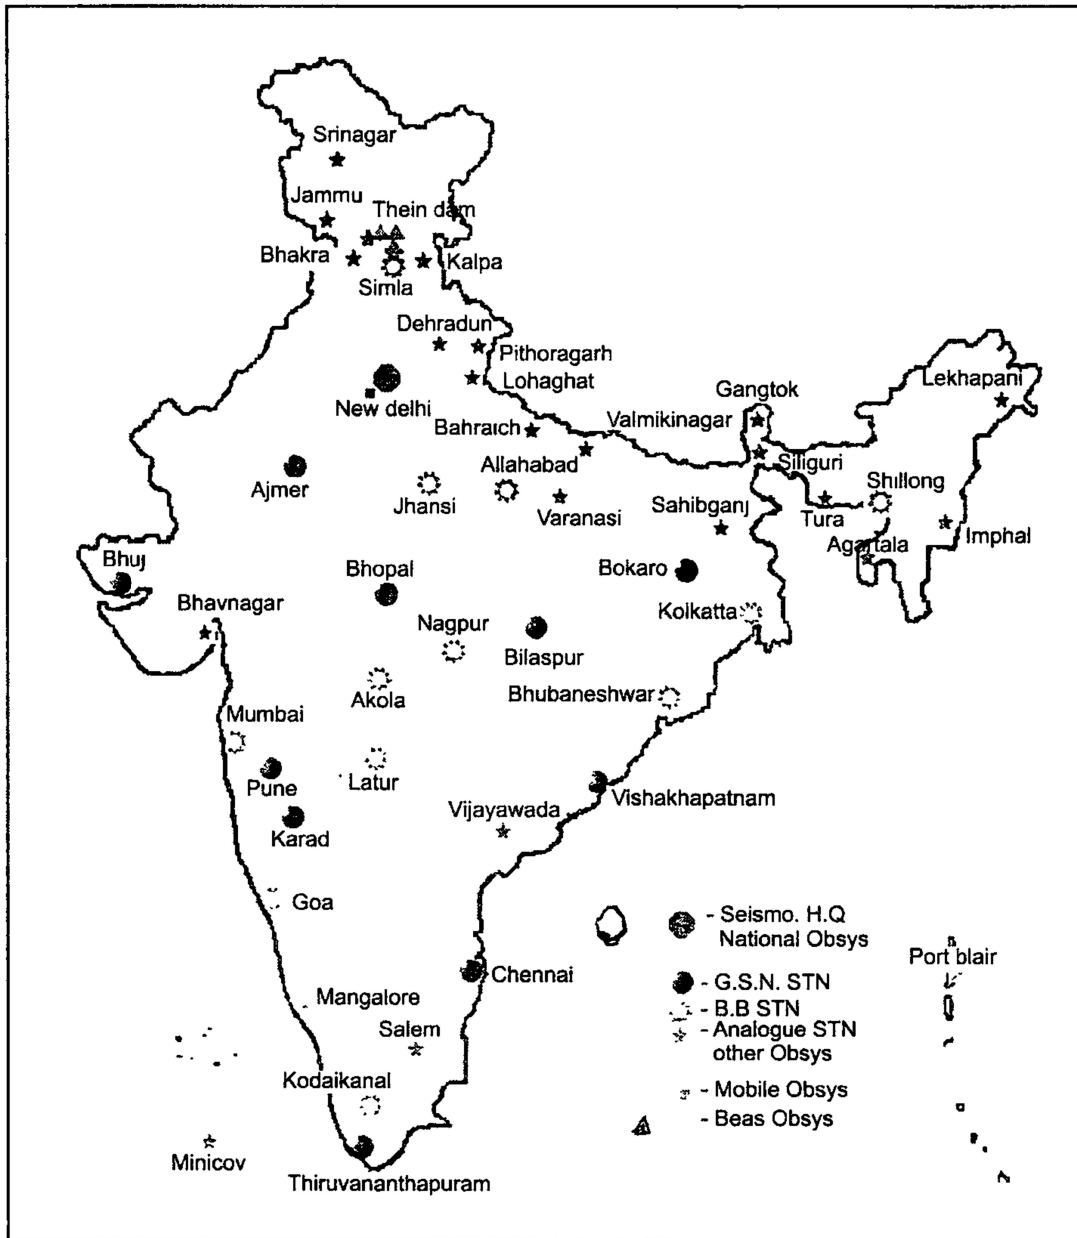 Srinagar
Jammu
Thein dam
Bhakra
Kalpa
Simla
Dehradun
Pithoragarh
Lohaghat
New delhi
Gangtok
Lekhapani
Valmikinagar
Bahraich
Siliguri
Allahabad
Shillong
Ajmer
Jhansi
Varanasi
Sahibganj
Tura
Imphal
Agartala
Bhuj
Bhopal
Bokaro
Bhavnagar
Kolkatta
Nagpur
Bilaspur
Akola
Bhubaneshwar
Mumbai
Pune
Latur
Vishakhapatnam
Vijayawada
Karad
Goa
- Seismo. H.Q
National Obsys
Port blair
Chennai
- G.S.N. STN
Mangalore
- B.B STN
Salem
- Analogue STN
other Obsys
Kodaikanal
- Mobile Obsys
- Beas Obsys
Minicov
Thiruvananthapuram